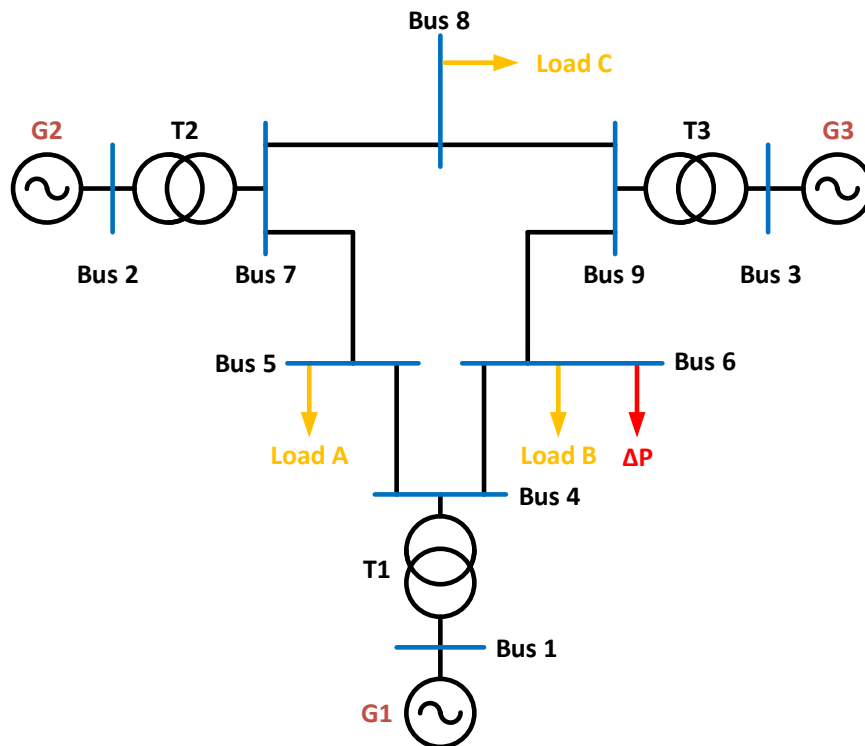 Bus 8
Load C
G2
T2
T3
G3
Bus 2
Bus 7
Bus 9
Bus 3
Bus 5
Bus 6
Load A
Load B
ΔP
Bus 4
T1
Bus 1
G1